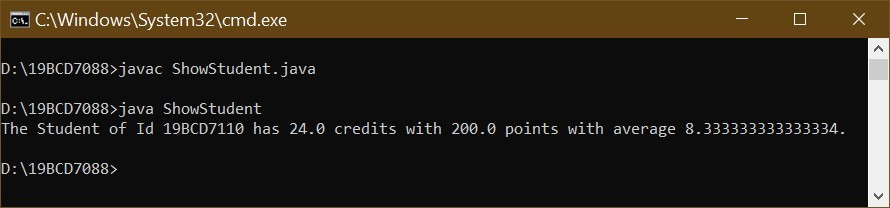 C:\Windows\System32\cmd.exe
D:\19BCD7088>javac ShowStudent.java
D:\19BCD7088>java ShowStudent
The Student of Id 19BCD7110 has 24.0 credits with 200.0 points with average 8.333333333333334.
D:\19BCD7088>